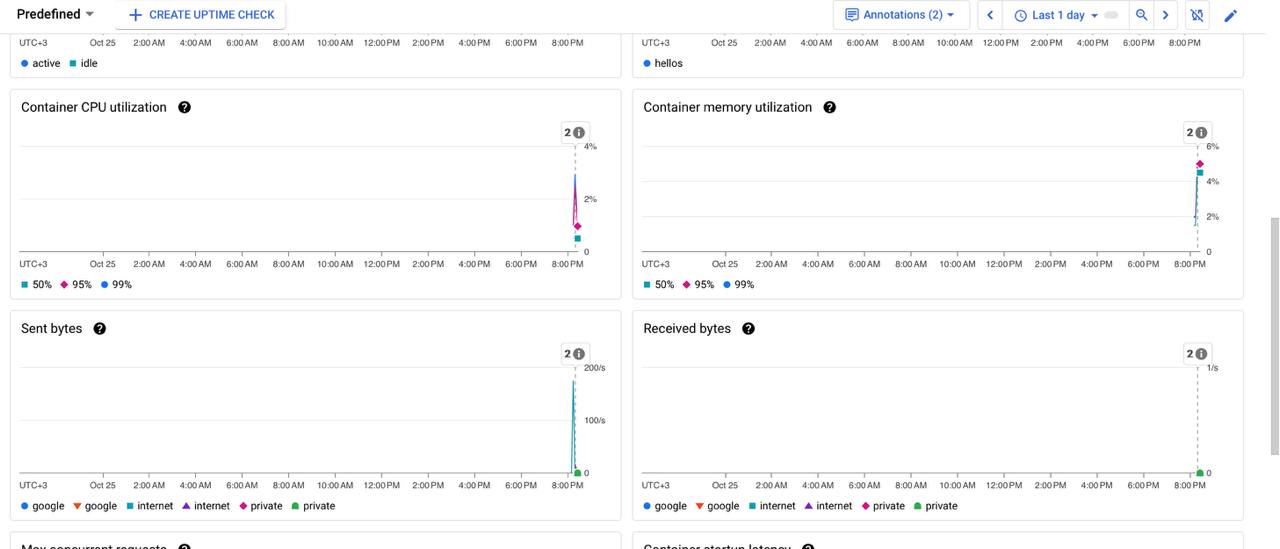 Predefined
CREATE UPTIME CHECK
Annotations (2)
Last 1 day
UTC+3 Oct 25 2:00 AM 4:00 AM 6:00 AM 8:00 AM 10:00 AM 12:00 PM 2:00 PM 4:00 PM 6:00 PM 8:00 PM
active idle
UTC+3 Oct 25 2:00 AM 4:00 AM 6:00 AM 8:00 AM 10:00 AM 12:00 PM 2:00 PM 4:00 PM 6:00 PM 8:00 PM
hellos
Container CPU utilization ?
2 i
4%
2%
0
UTC+3 Oct 25 2:00 AM 4:00 AM 6:00 AM 8:00 AM 10:00 AM 12:00 PM 2:00 PM 4:00 PM 6:00 PM 8:00 PM
50% 95% 99%
Container memory utilization ?
2 i
6%
4%
2%
0
UTC+3 Oct 25 2:00 AM 4:00 AM 6:00 AM 8:00 AM 10:00 AM 12:00 PM 2:00 PM 4:00 PM 6:00 PM 8:00 PM
50% 95% 99%
Sent bytes ?
2 i
200/s
100/s
0
UTC+3 Oct 25 2:00 AM 4:00 AM 6:00 AM 8:00 AM 10:00 AM 12:00 PM 2:00 PM 4:00 PM 6:00 PM 8:00 PM
google google internet internet private private
Received bytes ?
2 i
1/s
0
UTC+3 Oct 25 2:00 AM 4:00 AM 6:00 AM 8:00 AM 10:00 AM 12:00 PM 2:00 PM 4:00 PM 6:00 PM 8:00 PM
google google internet internet private private
Max concurrent requests ?
Container startup latency ?